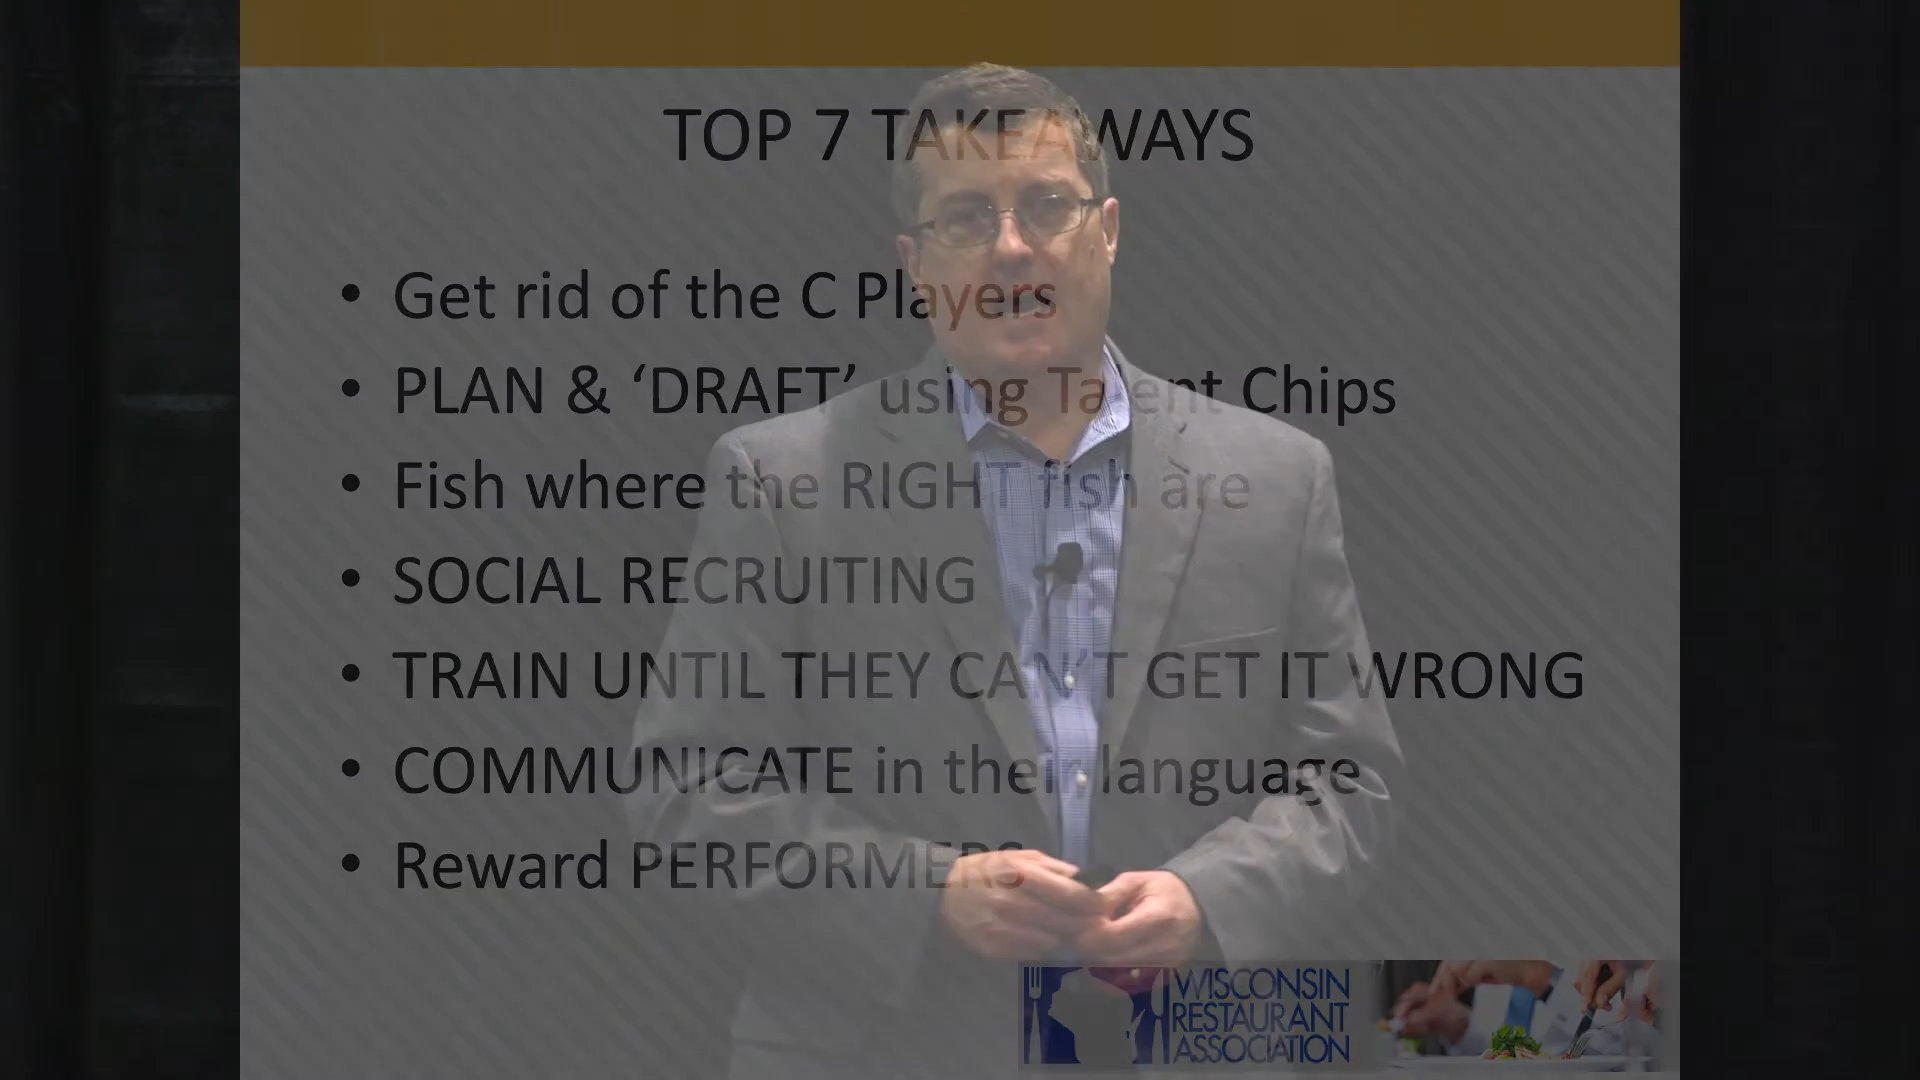 TOP 7 TAKEAWAYS
• Get rid of the C Players
• PLAN & ‘DRAFT’ using Talent Chips
• Fish where the RIGHT fish are
• SOCIAL RECRUITING
• TRAIN UNTIL THEY CAN'T GET IT WRONG
• COMMUNICATE in their language
• Reward PERFORMERS
WISCONSIN
RESTAURANT
ASSOCIATION